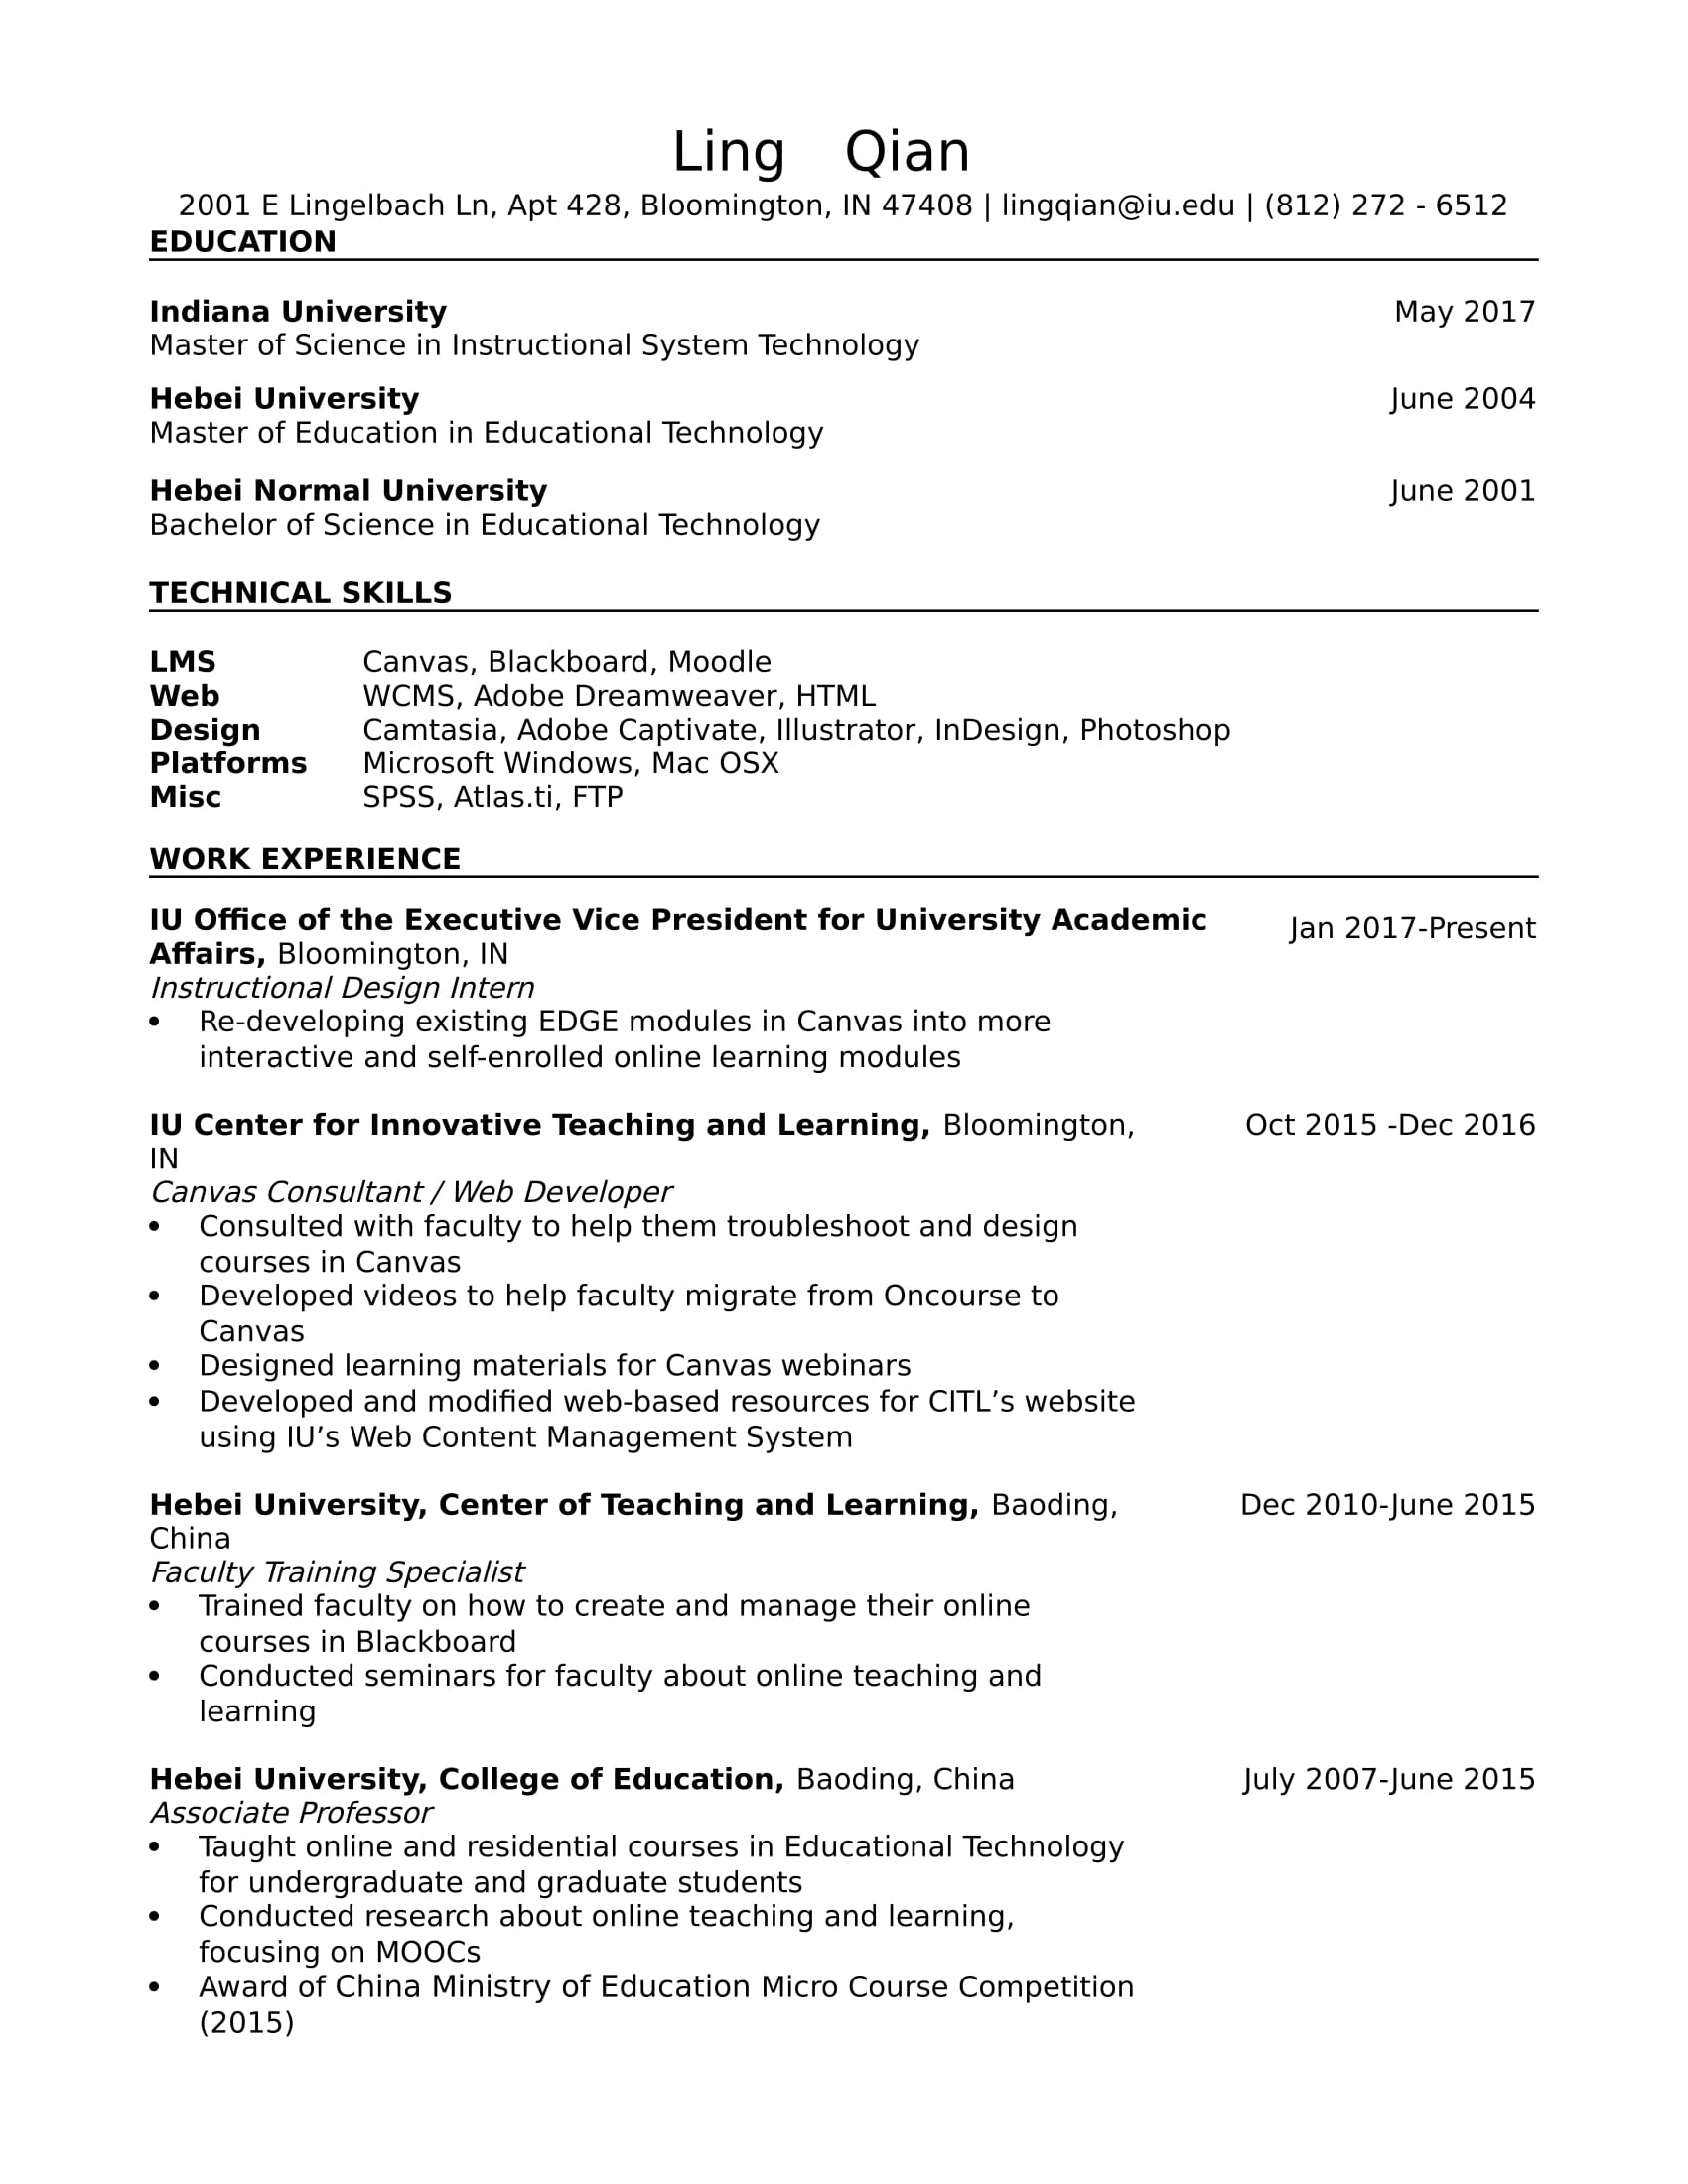 Ling Qian
2001 E Lingelbach Ln, Apt 428, Bloomington, IN 47408 | lingqian@iu.edu | (812) 272 - 6512
EDUCATION
Indiana University May 2017
Master of Science in Instructional System Technology
Hebei University June 2004
Master of Education in Educational Technology
Hebei Normal University June 2001
Bachelor of Science in Educational Technology
TECHNICAL SKILLS
LMS Canvas, Blackboard, Moodle
Web WCMS, Adobe Dreamweaver, HTML
Design Camtasia, Adobe Captivate, Illustrator, InDesign, Photoshop
Platforms Microsoft Windows, Mac OSX
Misc SPSS, Atlas.ti, FTP
WORK EXPERIENCE
IU Office of the Executive Vice President for University Academic Jan 2017-Present
Affairs, Bloomington, IN
Instructional Design Intern
• Re-developing existing EDGE modules in Canvas into more
interactive and self-enrolled online learning modules
IU Center for Innovative Teaching and Learning, Bloomington, Oct 2015 -Dec 2016
IN
Canvas Consultant / Web Developer
• Consulted with faculty to help them troubleshoot and design
courses in Canvas
• Developed videos to help faculty migrate from Oncourse to
Canvas
• Designed learning materials for Canvas webinars
• Developed and modified web-based resources for CITL’s website
using IU’s Web Content Management System
Hebei University, Center of Teaching and Learning, Baoding, Dec 2010-June 2015
China
Faculty Training Specialist
• Trained faculty on how to create and manage their online
courses in Blackboard
• Conducted seminars for faculty about online teaching and
learning
Hebei University, College of Education, Baoding, China July 2007-June 2015
Associate Professor
• Taught online and residential courses in Educational Technology
for undergraduate and graduate students
• Conducted research about online teaching and learning,
focusing on MOOCs
• Award of China Ministry of Education Micro Course Competition
(2015)